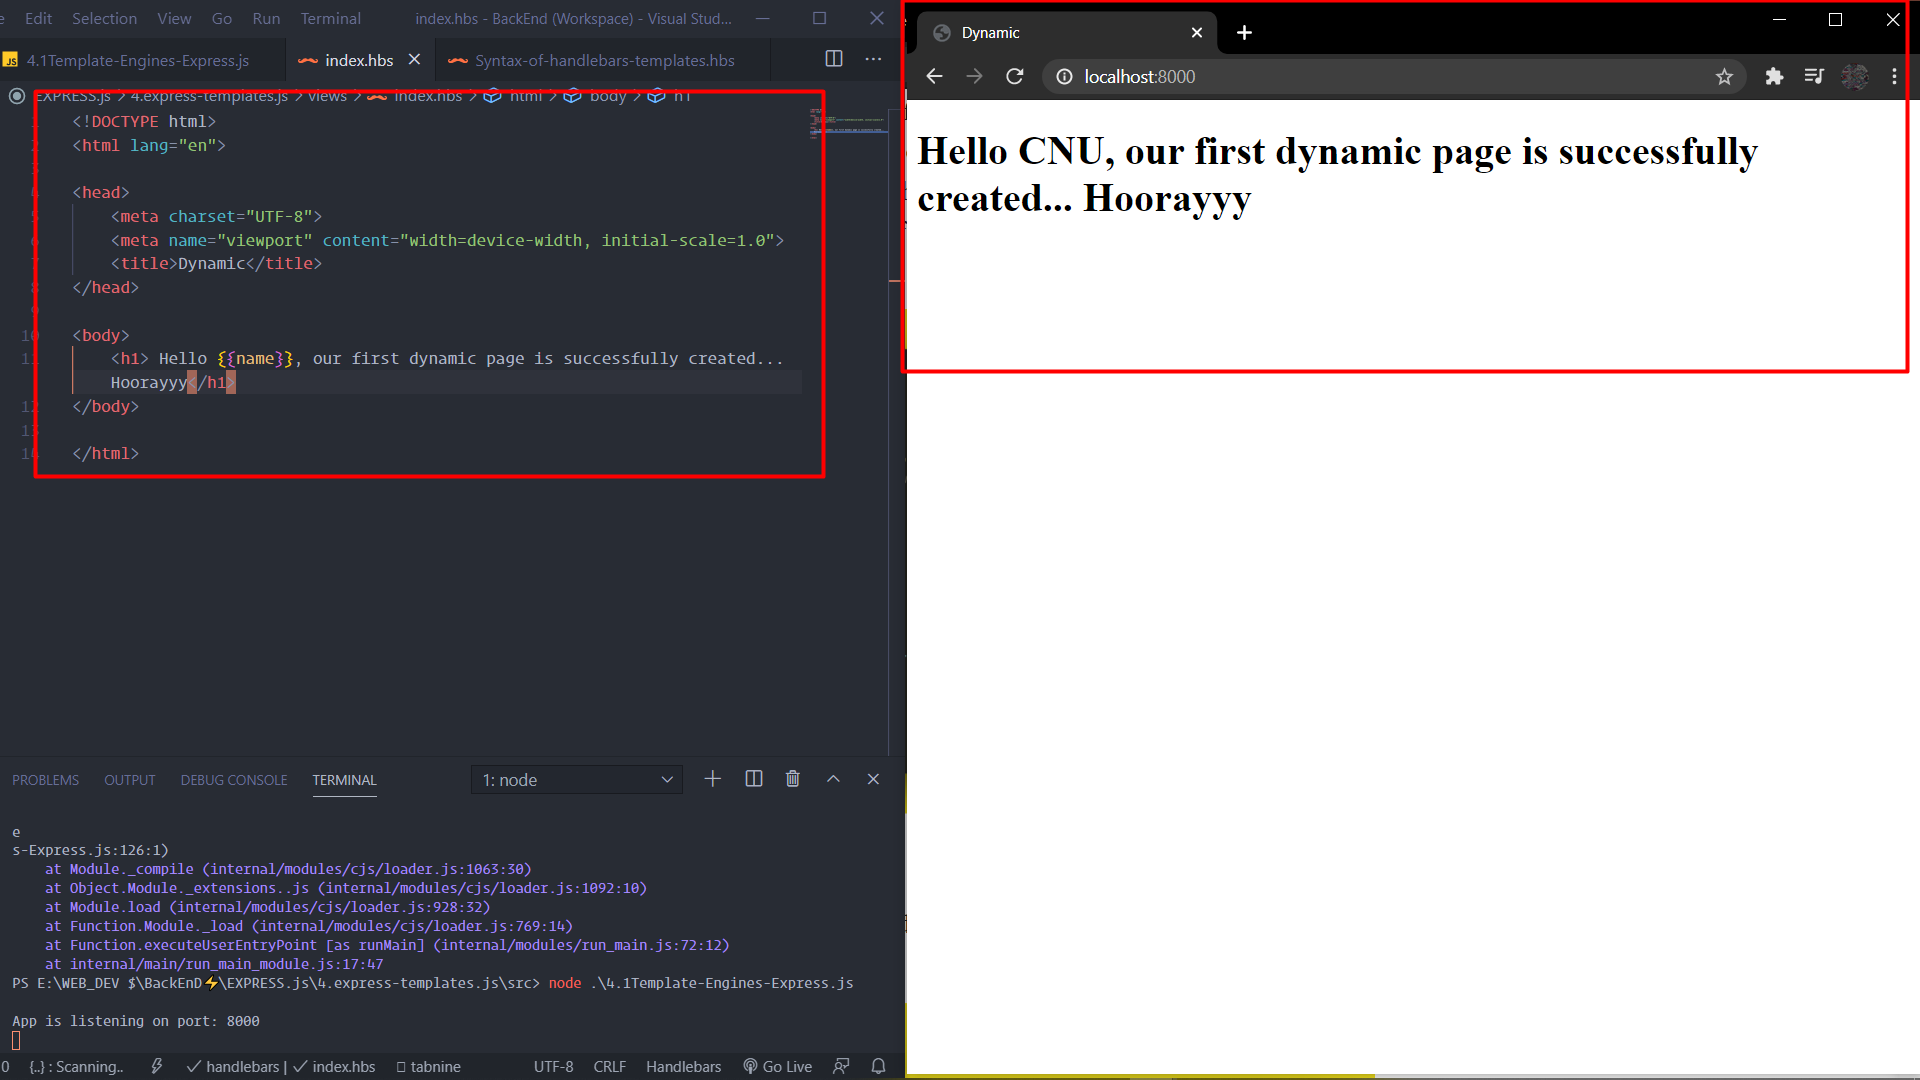 Edit Selection View Go Run Terminal index.hbs - BackEnd (Workspace) - Visual Stud...
JS 4.1Template-Engines-Express.js index.hbs Syntax-of-handlebars-templates.hbs
EXPRESS.js > 4.express-templates.js > views > index.hbs > html > body > h1
<!DOCTYPE html>
<html lang="en">
<head>
<meta charset="UTF-8">
<meta name="viewport" content="width=device-width, initial-scale=1.0">
<title>Dynamic</title>
</head>
10 <body>
11 <h1> Hello {{name}}, our first dynamic page is successfully created...
Hoorayyy</h1>
12 </body>
13
14 </html>
PROBLEMS OUTPUT DEBUG CONSOLE TERMINAL 1: node
e
s-Express.js:126:1)
at Module._compile (internal/modules/cjs/loader.js:1063:30)
at Object.Module._extensions..js (internal/modules/cjs/loader.js:1092:10)
at Module.load (internal/modules/cjs/loader.js:928:32)
at Function.Module._load (internal/modules/cjs/loader.js:769:14)
at Function.executeUserEntryPoint [as runMain] (internal/modules/run_main.js:72:12)
at internal/main/run_main_module.js:17:47
PS E:\WEB_DEV $\BackEnD⚡\EXPRESS.js\4.express-templates.js\src> node .\4.1Template-Engines-Express.js
App is listening on port: 8000
0 {..} : Scanning.. handlebars | index.hbs tabnine UTF-8 CRLF Handlebars Go Live
Dynamic
localhost:8000
Hello CNU, our first dynamic page is successfully
created... Hoorayyy